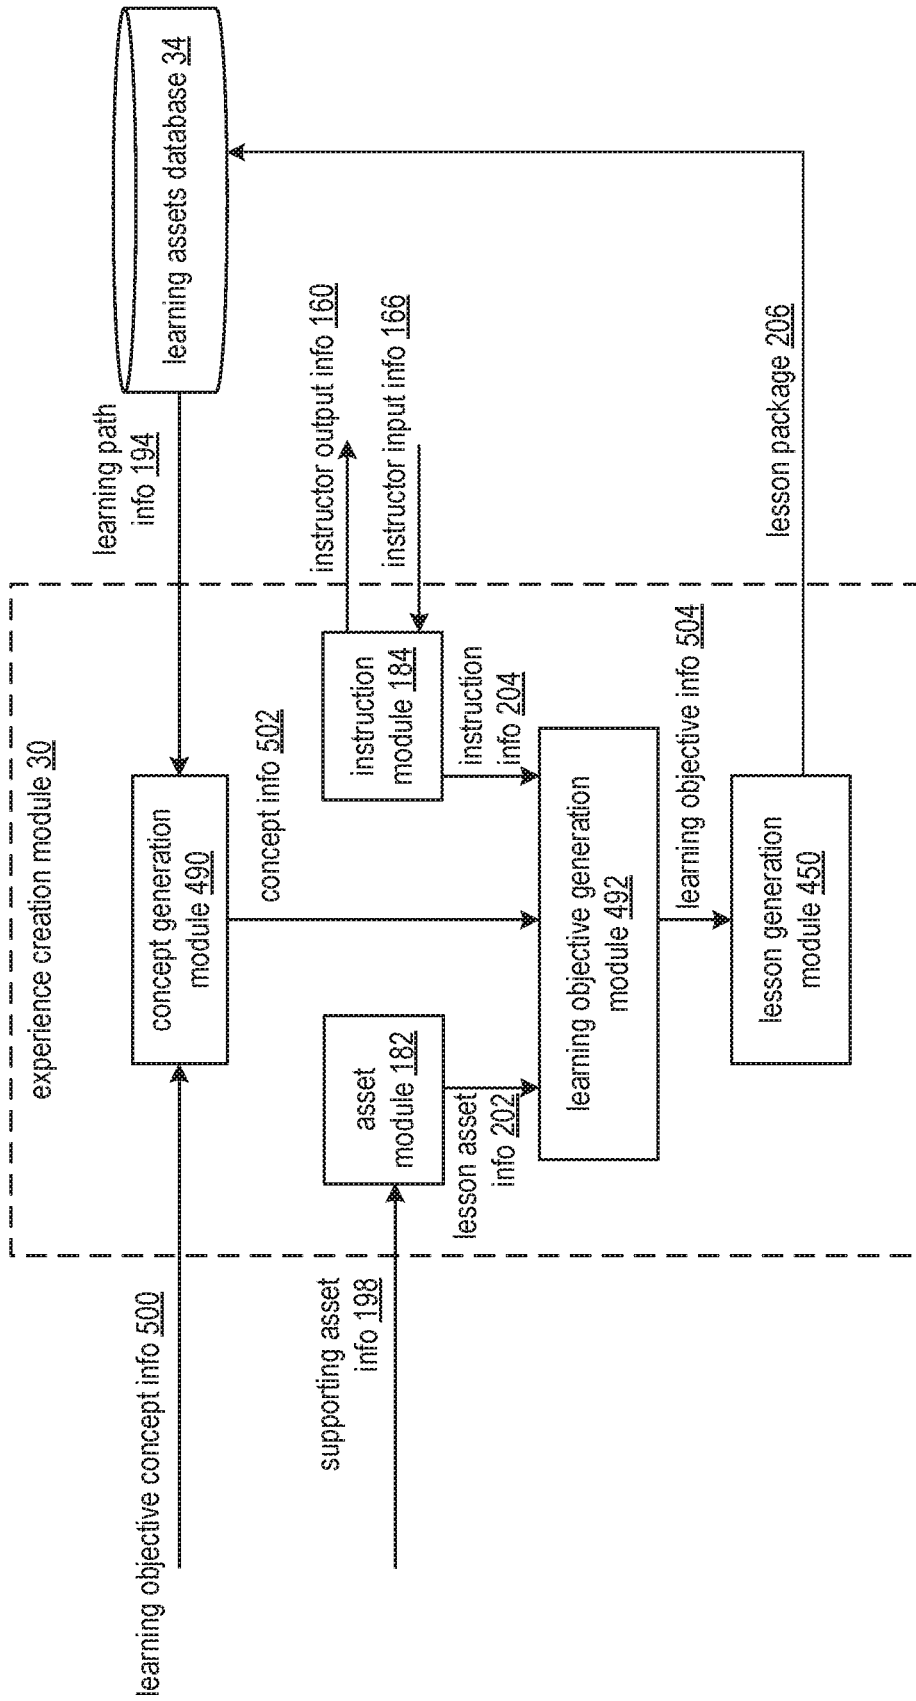 experience creation module 30
learning objective concept info 500
concept generation
module 490
learning path
info 194
learning assets database 34
concept info 502
supporting asset
info 198
asset
module 182
lesson asset
info 202
instruction
module 184
instruction
info 204
instructor output info 160
instructor input info 166
learning objective generation
module 492
learning objective info 504
lesson generation
module 450
lesson package 206